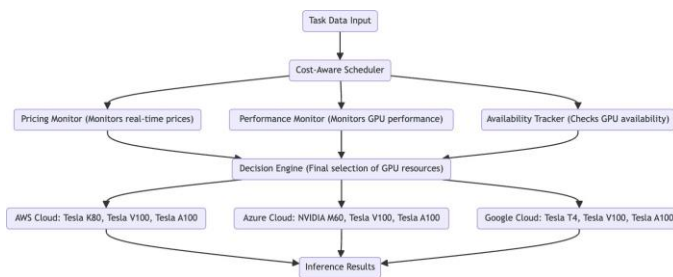 Task Data Input
Cost-Aware Scheduler
Pricing Monitor (Monitors real-time prices)
Performance Monitor (Monitors GPU performance)
Availability Tracker (Checks GPU availability)
Decision Engine (Final selection of GPU resources)
AWS Cloud: Tesla K80, Tesla V100, Tesla A100
Azure Cloud: NVIDIA M60, Tesla V100, Tesla A100
Google Cloud: Tesla T4, Tesla V100, Tesla A100
Inference Results